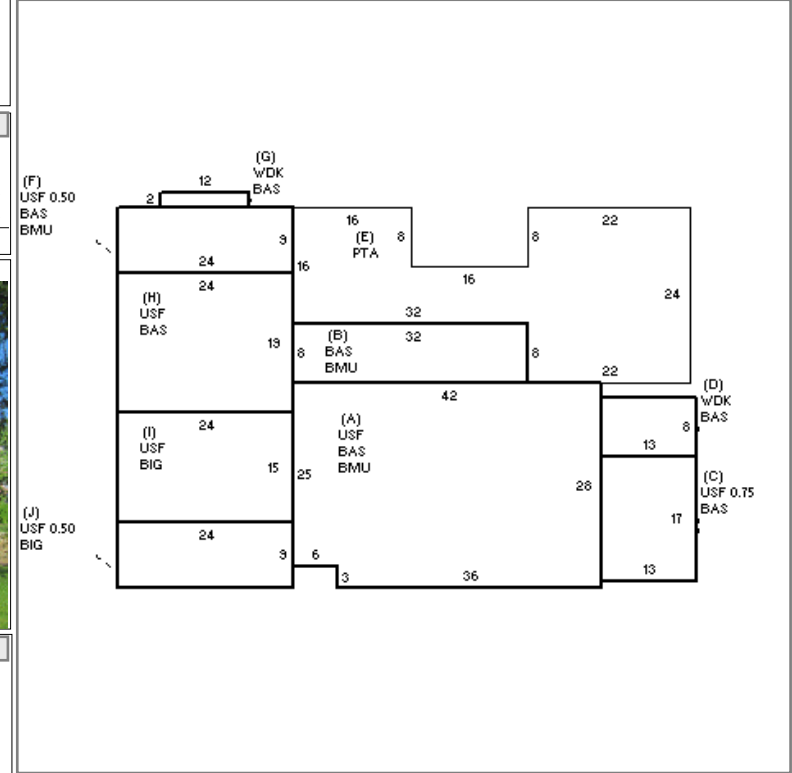 (G)
WDK
BAS
12
2
(F)
USF 0.50
BAS
BMU
9
24
16
(E)
PTA
8
8
22
16
16
24
24
(H)
USF
BAS
19
32
32
(B)
BAS
BMU
8
8
22
42
(D)
WDK
BAS
8
13
24
(I)
USF
BIG
15
(A)
USF
BAS
BMU
25
28
(C)
USF 0.75
BAS
17
13
(J)
USF 0.50
BIG
24
9
6
3
36